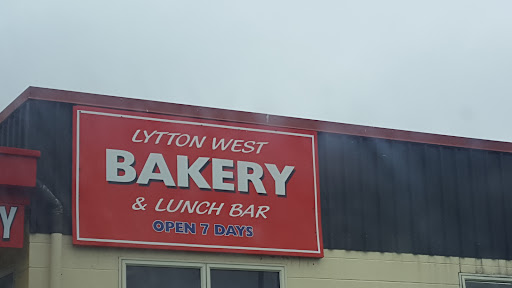 LYTTON WEST
BAKERY
& LUNCH BAR
OPEN 7 DAYS
Y